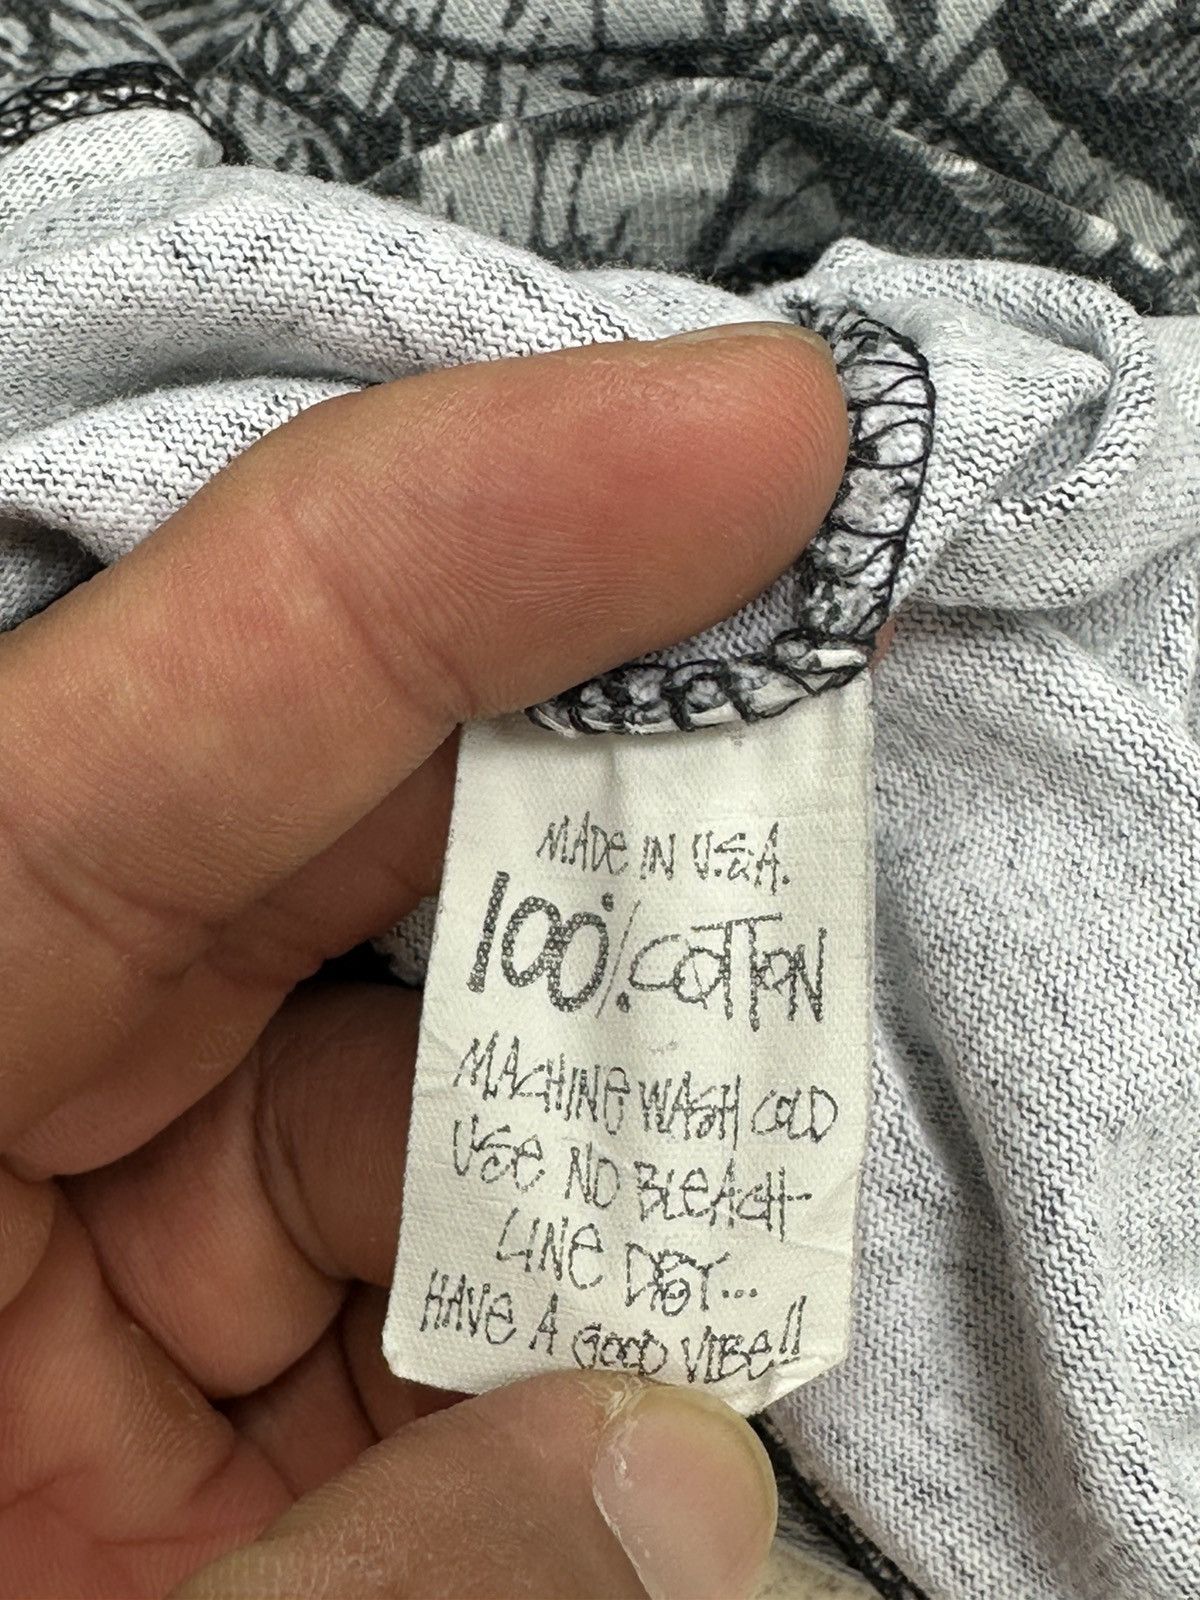 MADE IN U.S.A.
100% COTTON
MACHINE WASH COLD
USE NO BLEACH
LINE DRY...
HAVE A GOOD VIBE!!